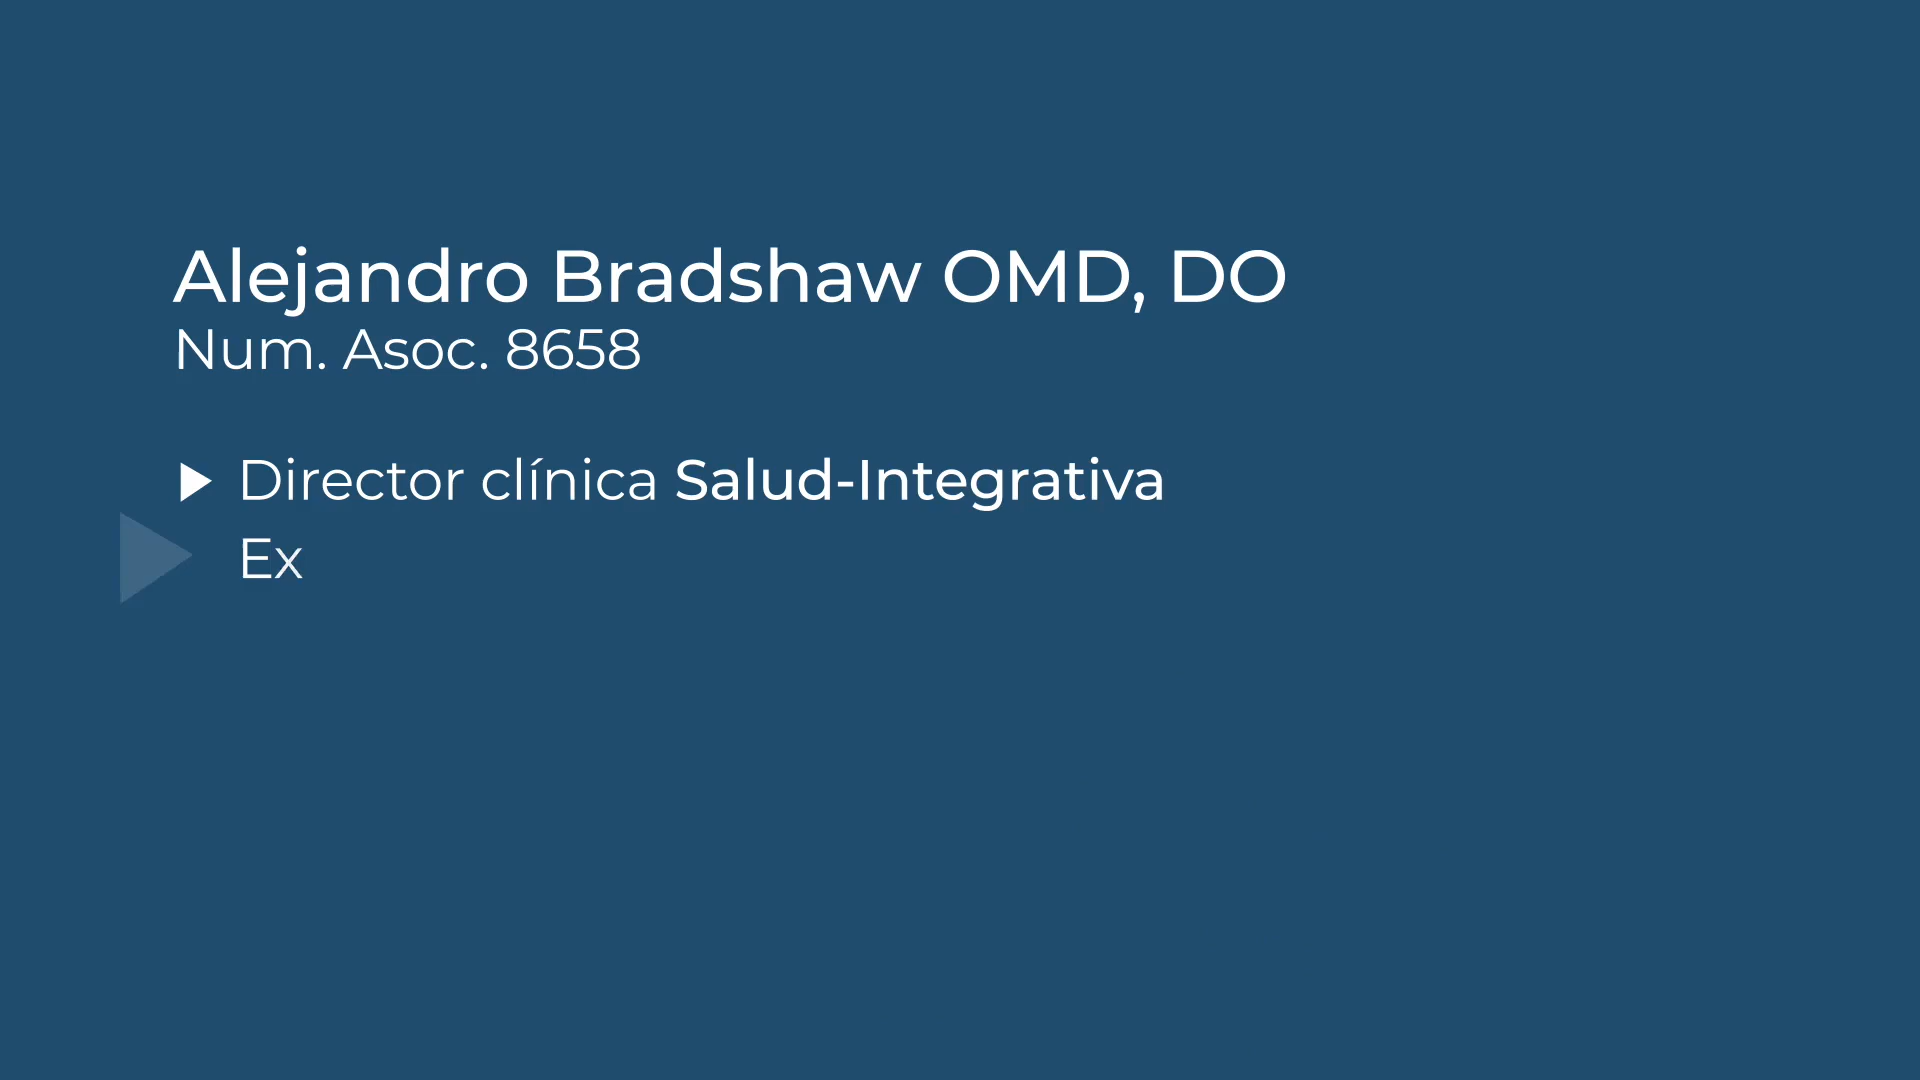 Alejandro Bradshaw OMD, DO
Num. Asoc. 8658
Director clínica Salud-Integrativa
Ex